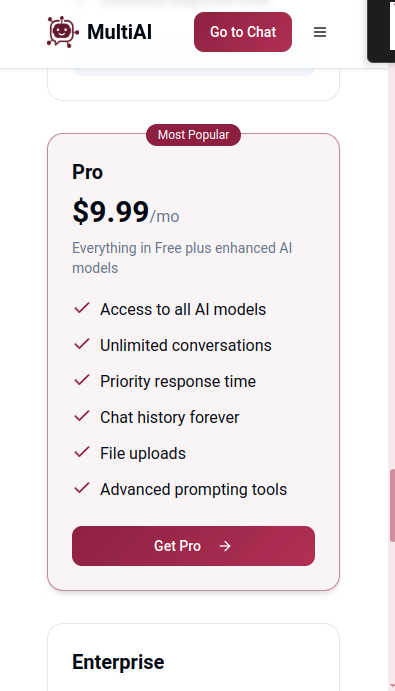 MultiAI
Go to Chat
Most Popular
Pro
$9.99/mo
Everything in Free plus enhanced AI
models
Access to all AI models
Unlimited conversations
Priority response time
Chat history forever
File uploads
Advanced prompting tools
Get Pro
Enterprise